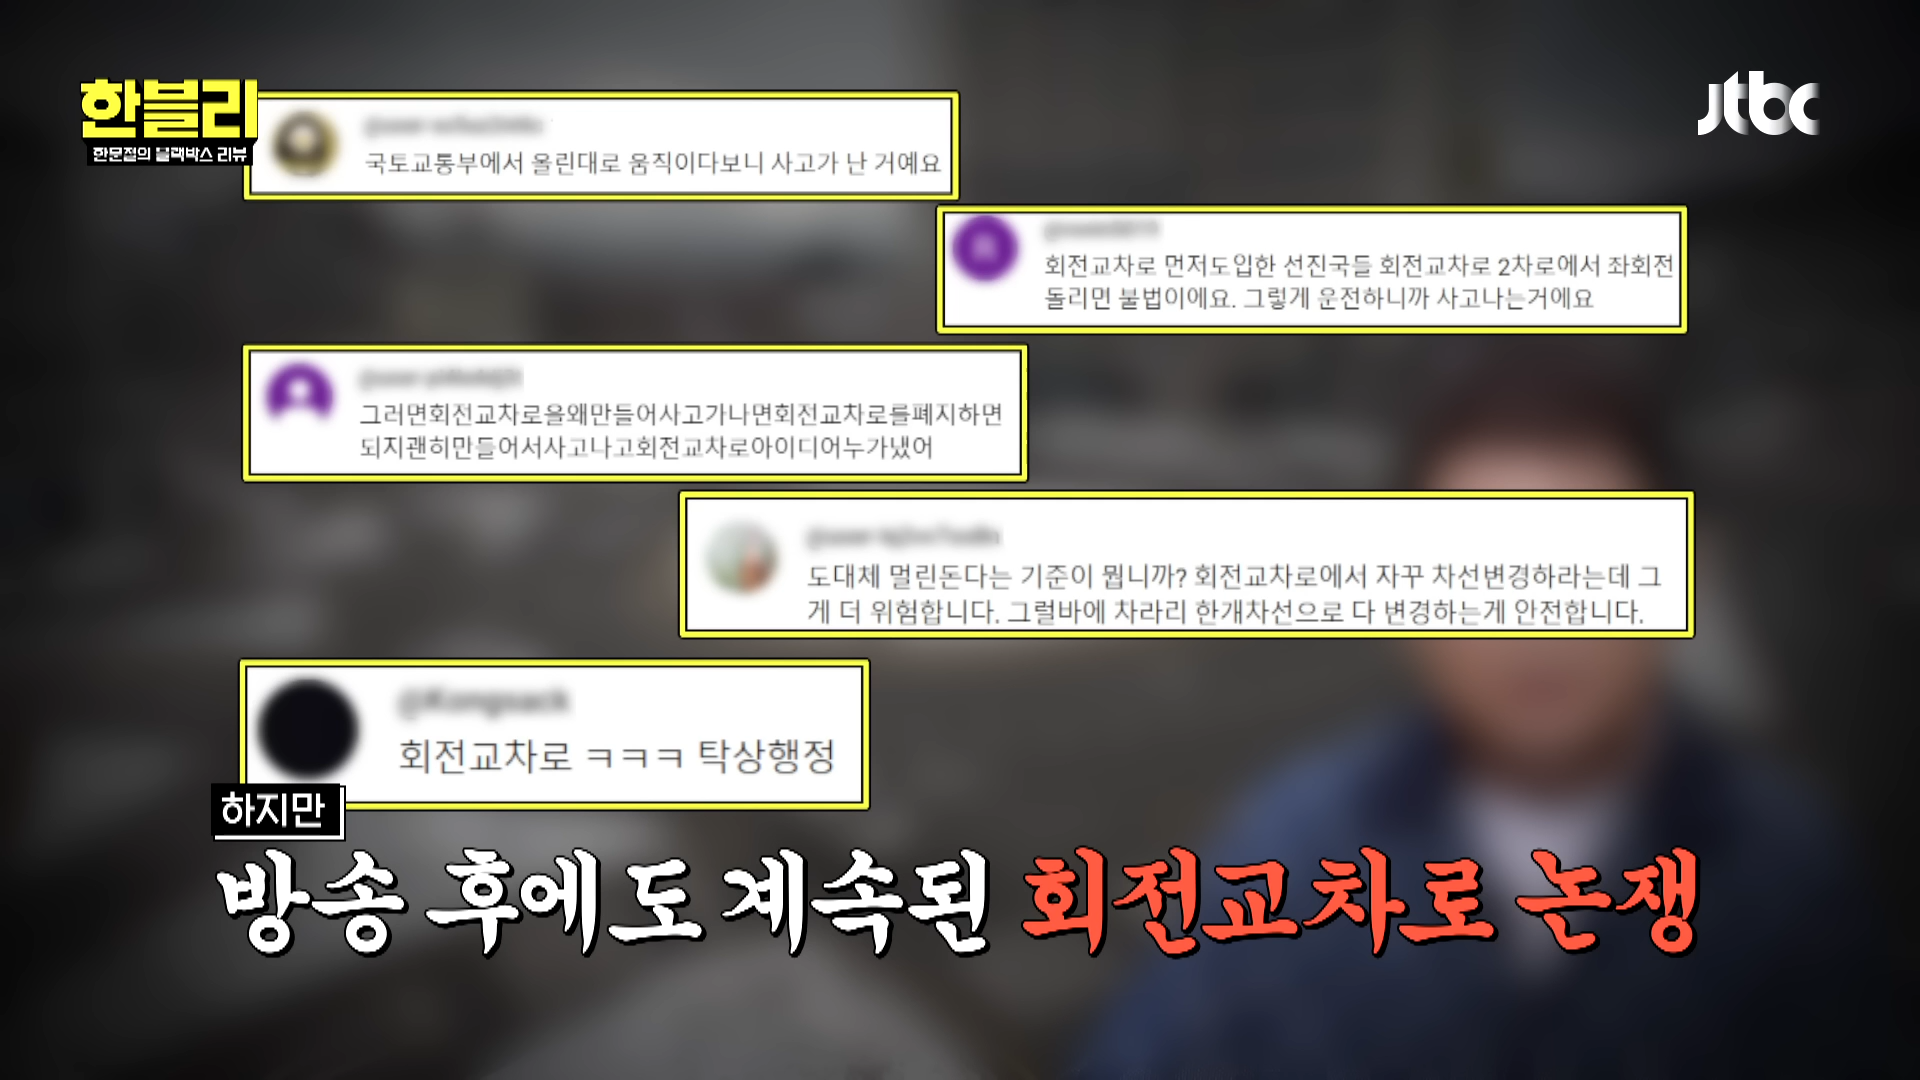 한블리
한문철의 블랙박스 리뷰
jtbc
국토교통부에서 올린대로 움직이다보니 사고가 난 거예요
회전교차로 먼저도입한 선진국들 회전교차로 2차로에서 좌회전
돌리면 불법이에요. 그렇게 운전하니까 사고나는거에요
그러면회전교차로을왜만들어사고가나면회전교차로를폐지하면
되지괜히만들어서사고나고회전교차로아이디어누가냈어
도대체 멀린돈다는 기준이 뭡니까? 회전교차로에서 자꾸 차선변경하라는데 그
게 더 위험합니다. 그럴바에 차라리 한개차선으로 다 변경하는게 안전합니다.
@Kongsack
회전교차로 ㅋㅋㅋ 탁상행정
하지만
방송 후에도 계속된 회전교차로 논쟁